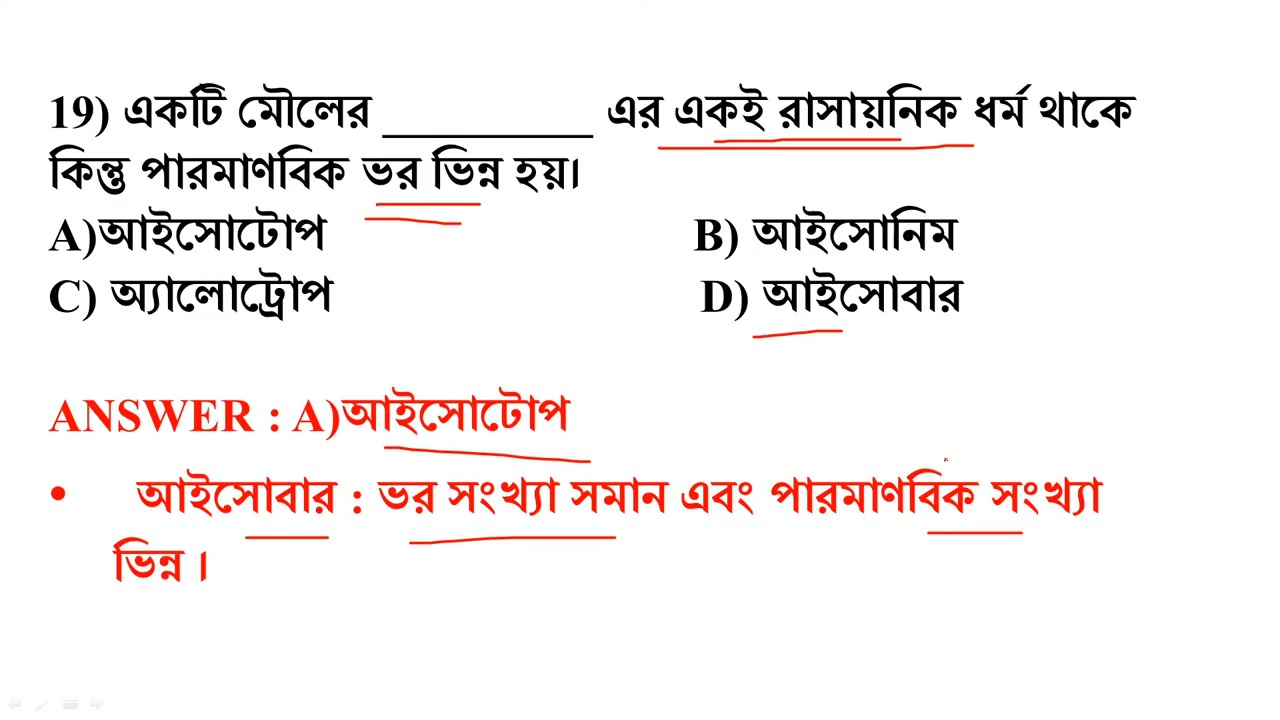 19) একটি মৌলের __________ এর একই রাসায়নিক ধর্ম থাকে
কিন্তু পারমাণবিক ভর ভিন্ন হয়।
A)আইসোটোপ B) আইসোনিম
C) অ্যালোট্রোপ D) আইসোবার
ANSWER : A)আইসোটোপ
• আইসোবার : ভর সংখ্যা সমান এবং পারমাণবিক সংখ্যা
ভিন্ন ।